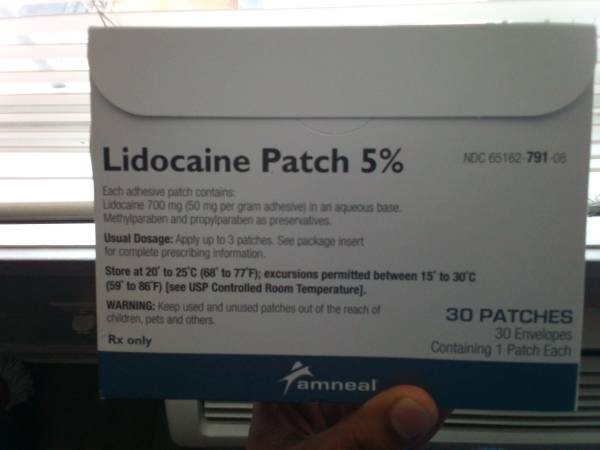 Lidocaine Patch 5%
NDC 65162-791-08
Each adhesive patch contains:
Lidocaine 700 mg (50 mg per gram adhesive) in an aqueous base.
Methylparaben and propylparaben as preservatives.
Usual Dosage: Apply up to 3 patches. See package insert
for complete prescribing information.
Store at 20° to 25°C (68° to 77°F); excursions permitted between 15° to 30°C
(59° to 86°F) [see USP Controlled Room Temperature].
WARNING: Keep used and unused patches out of the reach of
children, pets and others.
Rx only
30 PATCHES
30 Envelopes
Containing 1 Patch Each
amneal